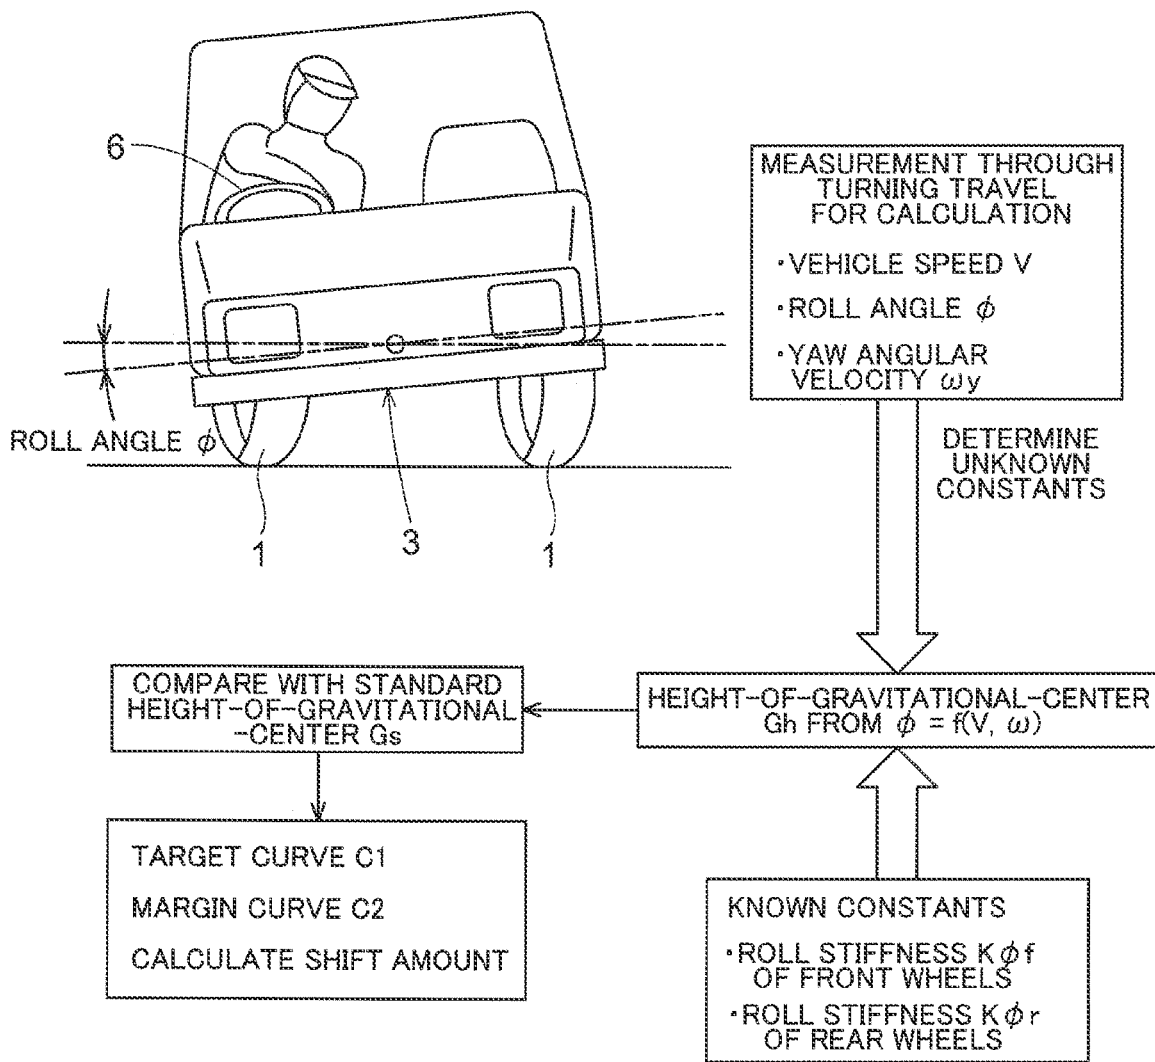 6
ROLL ANGLE ϕ
1
3
1
MEASUREMENT THROUGH
TURNING TRAVEL
FOR CALCULATION
・VEHICLE SPEED V
・ROLL ANGLE ϕ
・YAW ANGULAR
VELOCITY ωy
DETERMINE
UNKNOWN
CONSTANTS
COMPARE WITH STANDARD
HEIGHT-OF-GRAVITATIONAL
-CENTER Gs
HEIGHT-OF-GRAVITATIONAL-CENTER
Gh FROM ϕ = f(V, ω)
TARGET CURVE C1
MARGIN CURVE C2
CALCULATE SHIFT AMOUNT
KNOWN CONSTANTS
・ROLL STIFFNESS Kϕf
OF FRONT WHEELS
・ROLL STIFFNESS Kϕr
OF REAR WHEELS